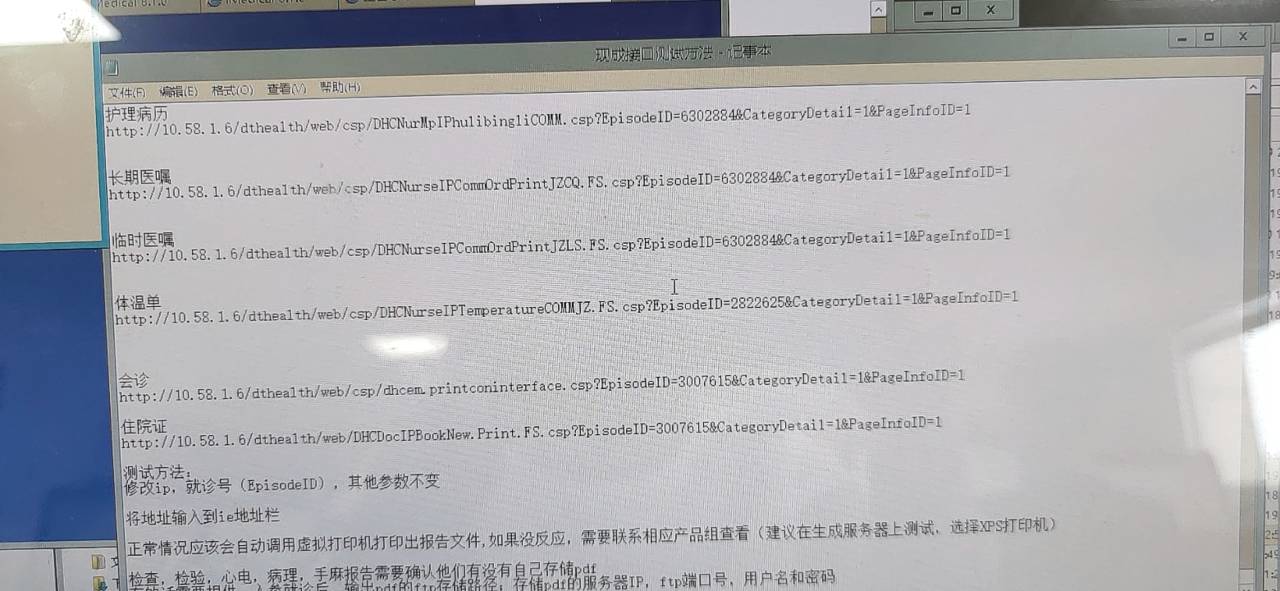 现成接口测试方法 - 记事本
文件(F) 编辑(E) 格式(O) 查看(V) 帮助(H)
护理病历
http://10.58.1.6/dthealth/web/csp/DHCNurMpIPhulibingliCOMM.csp?EpisodeID=6302884&CategoryDetail=1&PageInfoID=1
长期医嘱
http://10.58.1.6/dthealth/web/csp/DHCNurseIPCommOrdPrintJZCQ.FS.csp?EpisodeID=6302884&CategoryDetail=1&PageInfoID=1
临时医嘱
http://10.58.1.6/dthealth/web/csp/DHCNurseIPCommOrdPrintJZLS.FS.csp?EpisodeID=6302884&CategoryDetail=1&PageInfoID=1
体温单
http://10.58.1.6/dthealth/web/csp/DHCNurseIPTemperatureCOMMJZ.FS.csp?EpisodeID=2822625&CategoryDetail=1&PageInfoID=1
会诊
http://10.58.1.6/dthealth/web/csp/dhcem.printconinterface.csp?EpisodeID=3007615&CategoryDetail=1&PageInfoID=1
住院证
http://10.58.1.6/dthealth/web/DHCDocIPBookNew.Print.FS.csp?EpisodeID=3007615&CategoryDetail=1&PageInfoID=1
测试方法:
修改ip，就诊号（EpisodeID），其他参数不变
将地址输入到ie地址栏
正常情况应该会自动调用虚拟打印机打印出报告文件,如果没反应，需要联系相应产品组查看（建议在生成服务器上测试，选择XPS打印机）
检查，检验，心电，病理，手麻报告需要确认他们有没有自己存储pdf
输出pdf的ftp存储路径，存储pdf的服务器IP，ftp端口号，用户名和密码